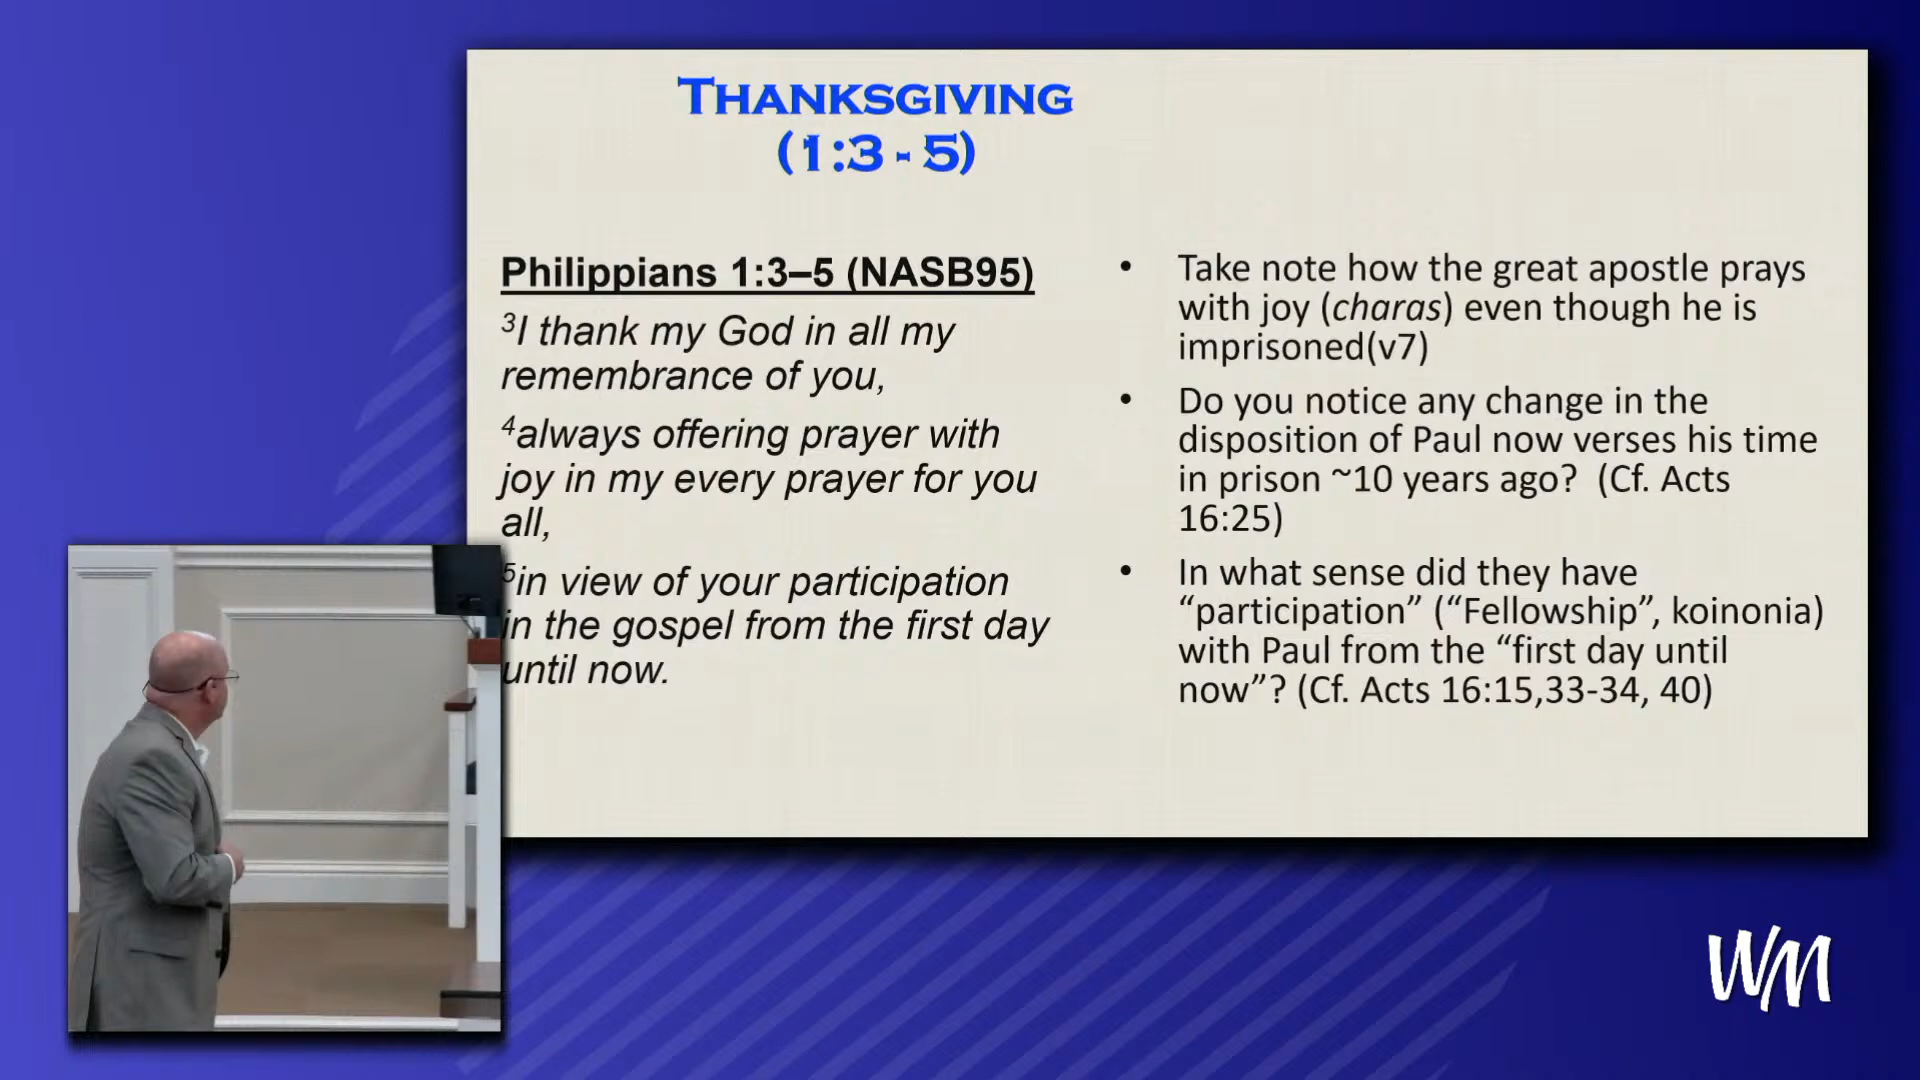 THANKSGIVING
(1:3 - 5)
Philippians 1:3–5 (NASB95)
3I thank my God in all my
remembrance of you,
4always offering prayer with
joy in my every prayer for you
all,
5in view of your participation
in the gospel from the first day
until now.
• Take note how the great apostle prays
with joy (charas) even though he is
imprisoned(v7)
• Do you notice any change in the
disposition of Paul now verses his time
in prison ~10 years ago?  (Cf. Acts
16:25)
• In what sense did they have
“participation” (“Fellowship”, koinonia)
with Paul from the “first day until
now”? (Cf. Acts 16:15,33-34, 40)
WM